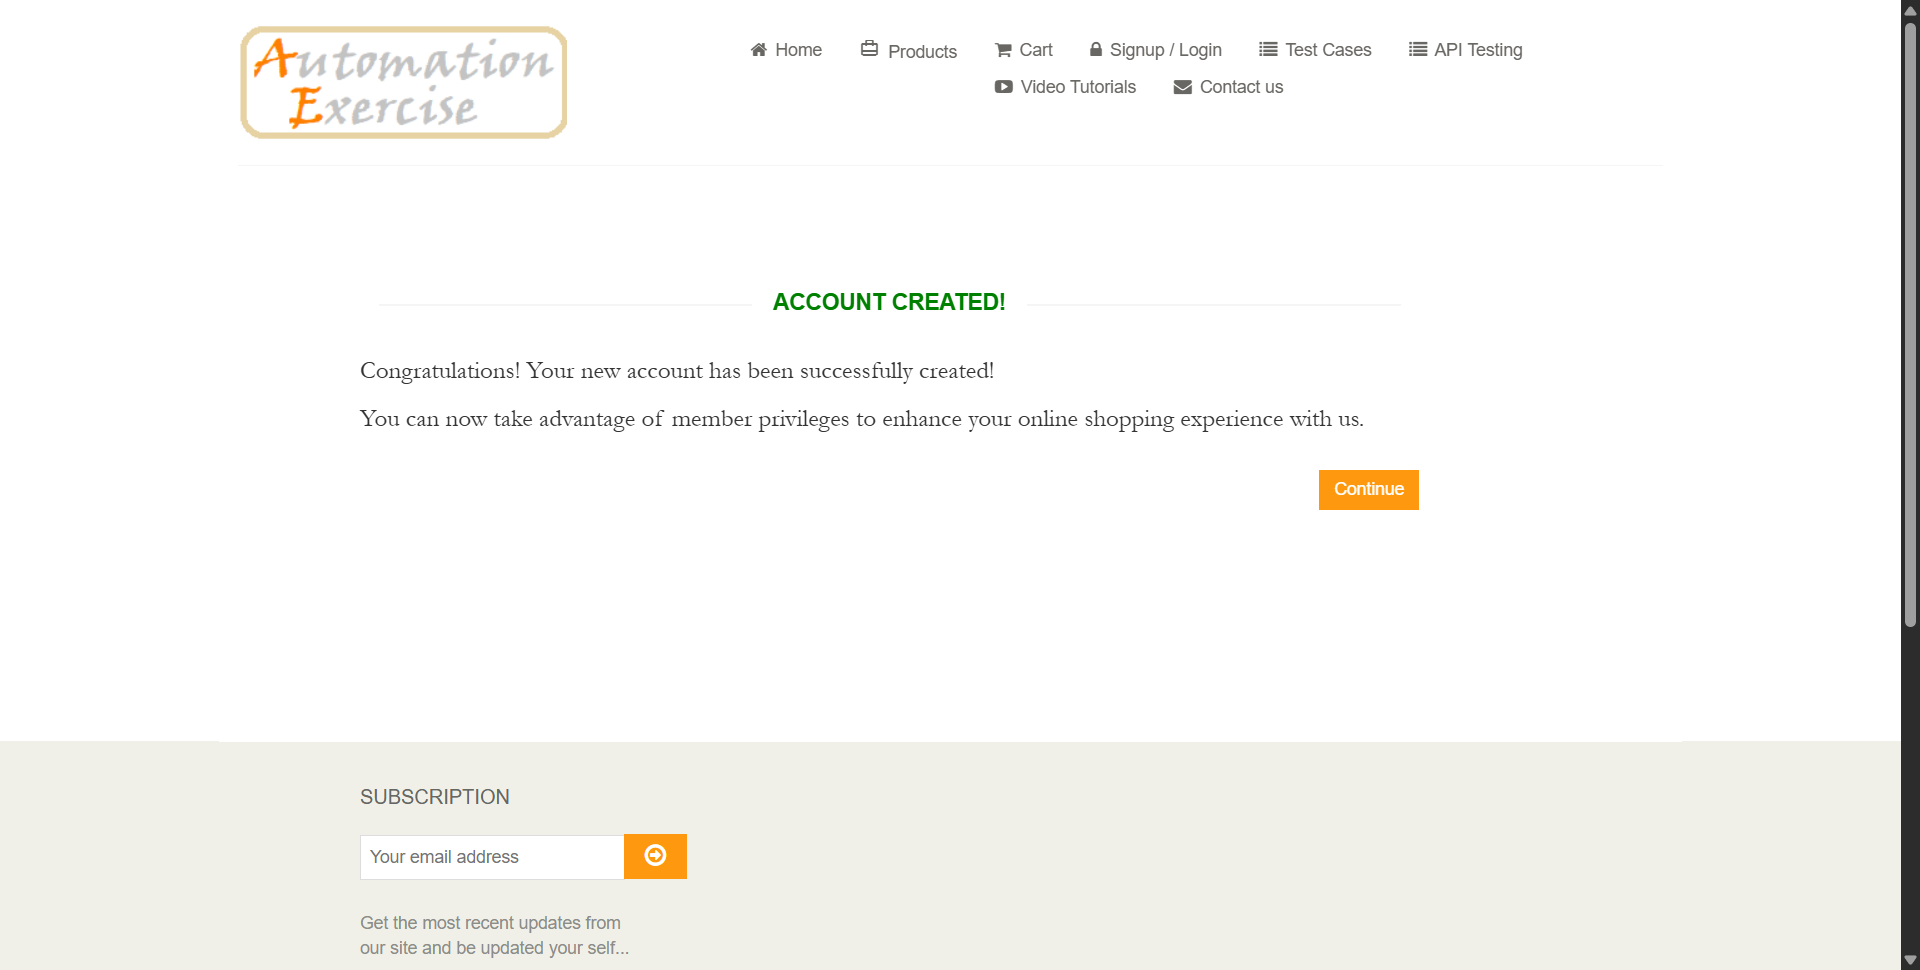 Automation
Exercise
Home
Products
Cart
Signup / Login
Test Cases
API Testing
Video Tutorials
Contact us
ACCOUNT CREATED!
Congratulations! Your new account has been successfully created!
You can now take advantage of member privileges to enhance your online shopping experience with us.
Continue
SUBSCRIPTION
Your email address
Get the most recent updates from
our site and be updated your self...